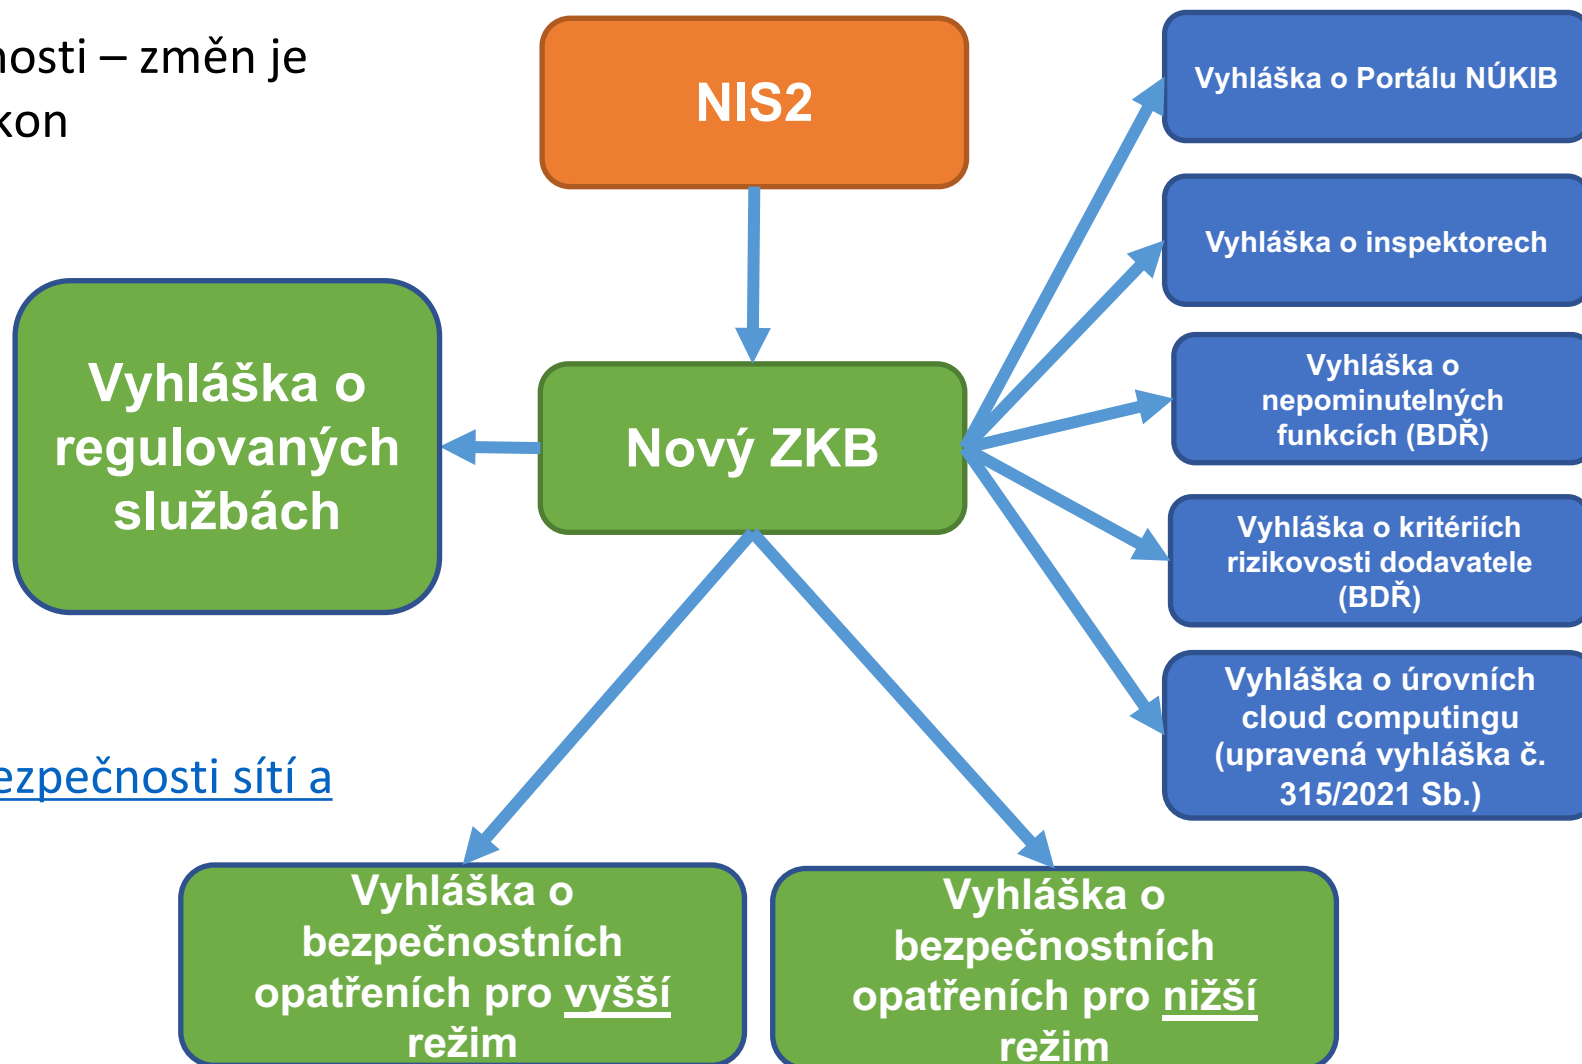 nosti – změn je
kon
NIS2
Vyhláška o Portálu NÚKIB
Vyhláška o inspektorech
Vyhláška o
nepominutelných
funkcích (BDŘ)
Vyhláška o
regulovaných
službách
Nový ZKB
Vyhláška o kritériích
rizikovosti dodavatele
(BDŘ)
Vyhláška o úrovních
cloud computingu
(upravená vyhláška č.
315/2021 Sb.)
ezpečnosti sítí a
Vyhláška o
bezpečnostních
opatřeních pro vyšší
režim
Vyhláška o
bezpečnostních
opatřeních pro nižší
režim